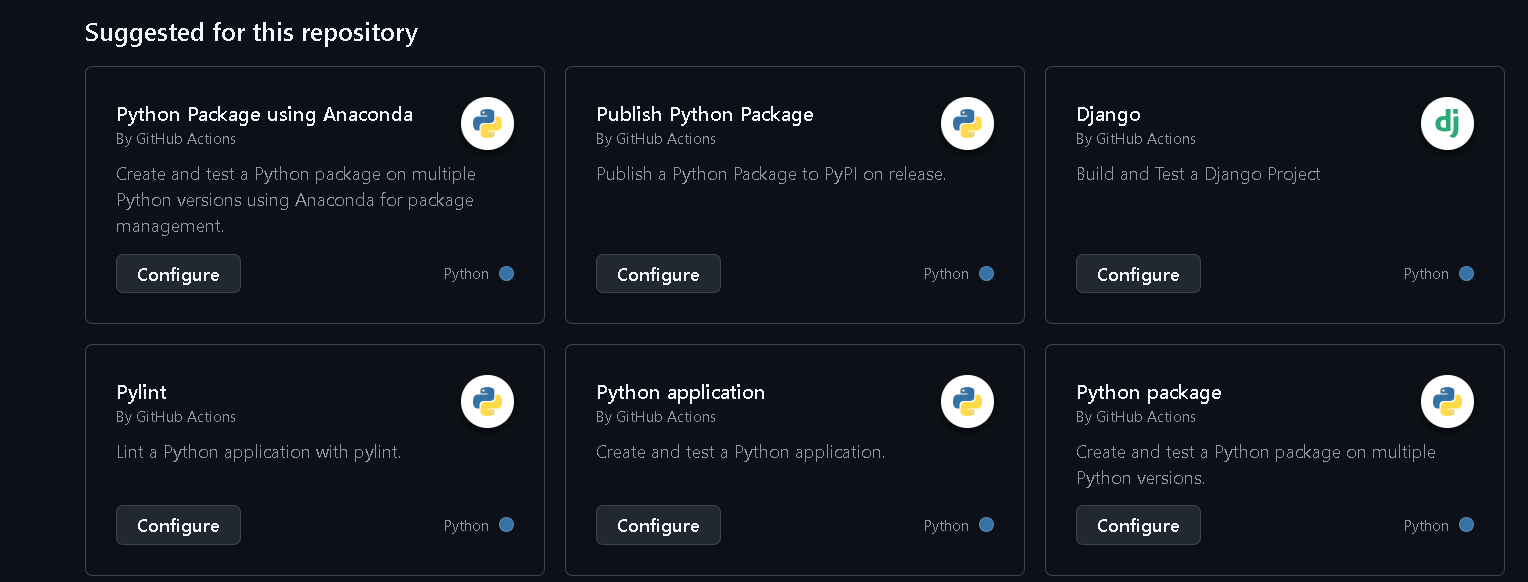 Suggested for this repository
Python Package using Anaconda
By GitHub Actions
Create and test a Python package on multiple
Python versions using Anaconda for package
management.
Configure
Python
Publish Python Package
By GitHub Actions
Publish a Python Package to PyPI on release.
Configure
Python
Django
By GitHub Actions
dj
Build and Test a Django Project
Configure
Python
Pylint
By GitHub Actions
Lint a Python application with pylint.
Configure
Python
Python application
By GitHub Actions
Create and test a Python application.
Configure
Python
Python package
By GitHub Actions
Create and test a Python package on multiple
Python versions.
Configure
Python